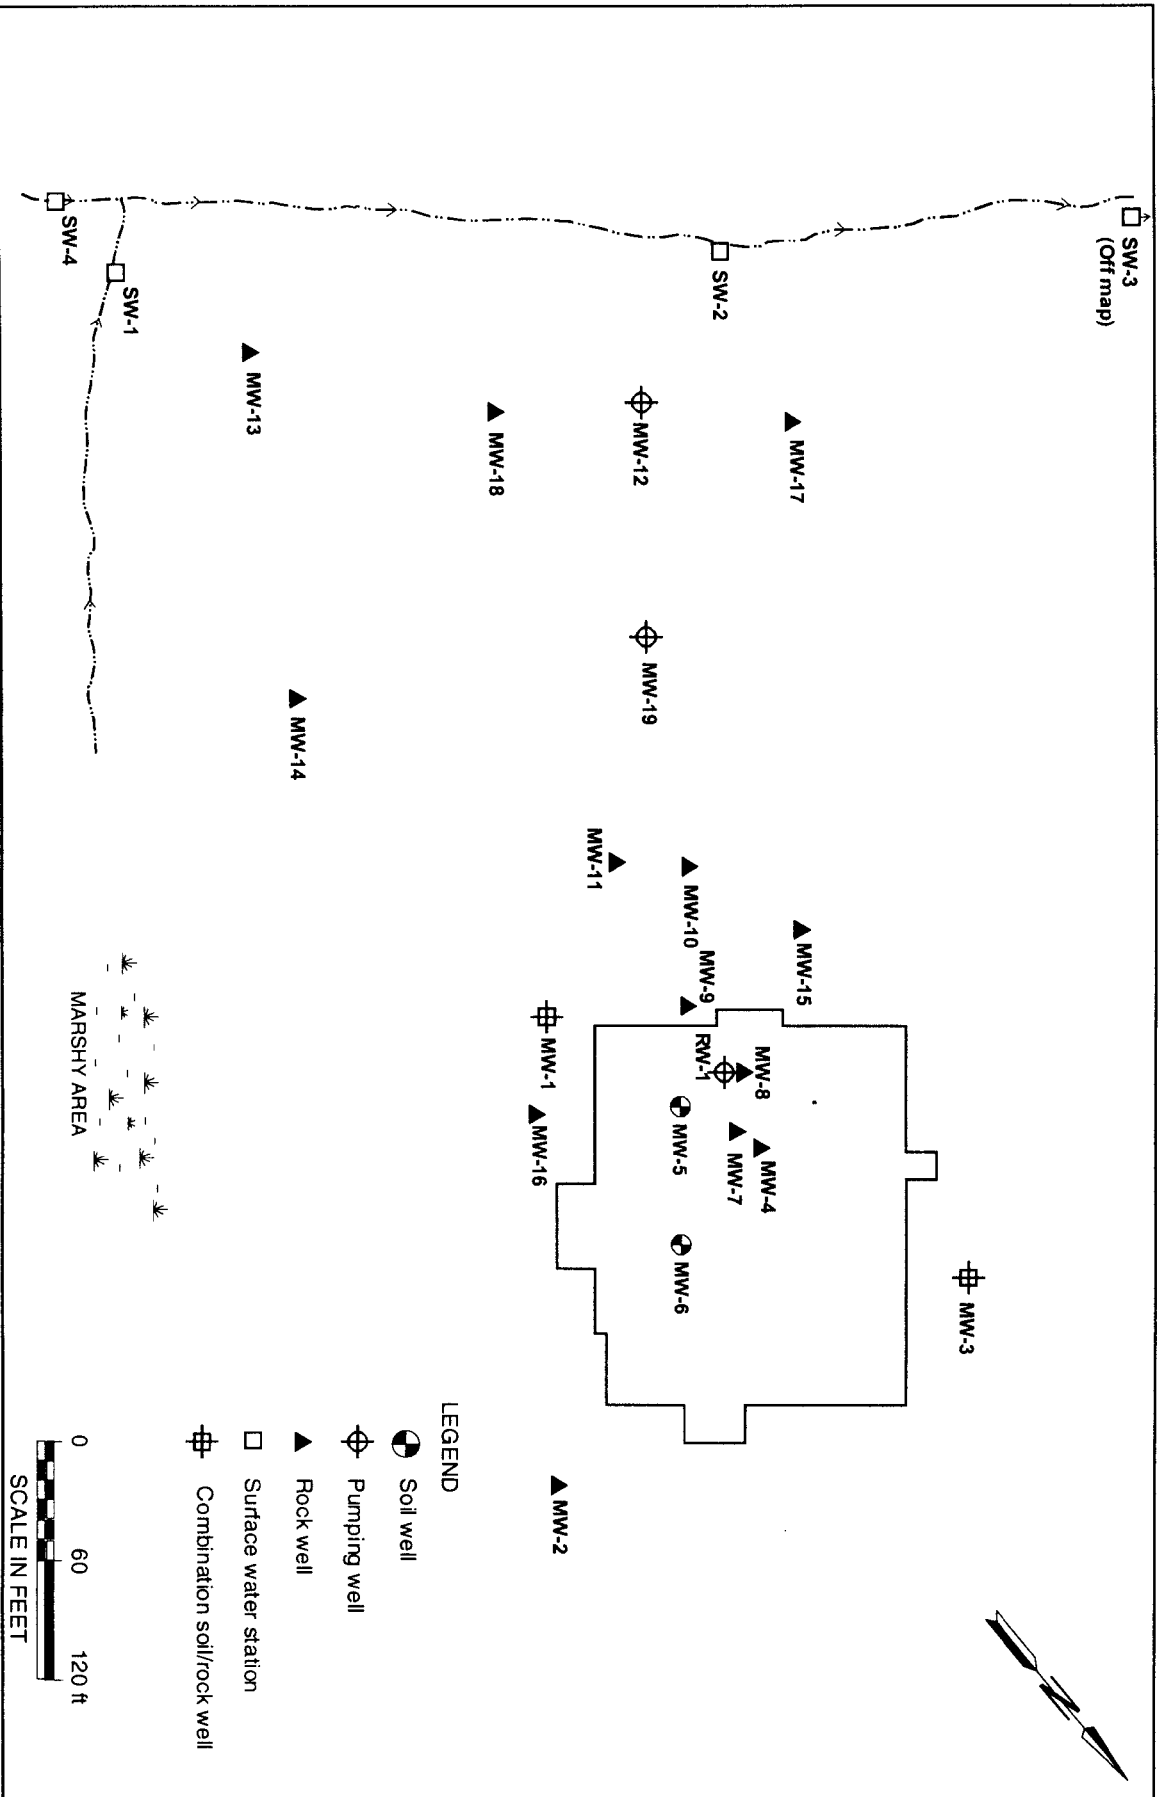 SW-3
(Off map)
SW-2
SW-4
SW-1
MW-17
MW-12
MW-18
MW-13
MW-19
MW-14
MW-15
MW-10
MW-11
MW-9
MW-8
RW-1
MW-1
MW-4
MW-7
MW-5
MW-16
MW-6
MW-3
MW-2
MARSHY AREA
N
LEGEND
Soil well
Pumping well
Rock well
Surface water station
Combination soil/rock well
0 60 120 ft
SCALE IN FEET